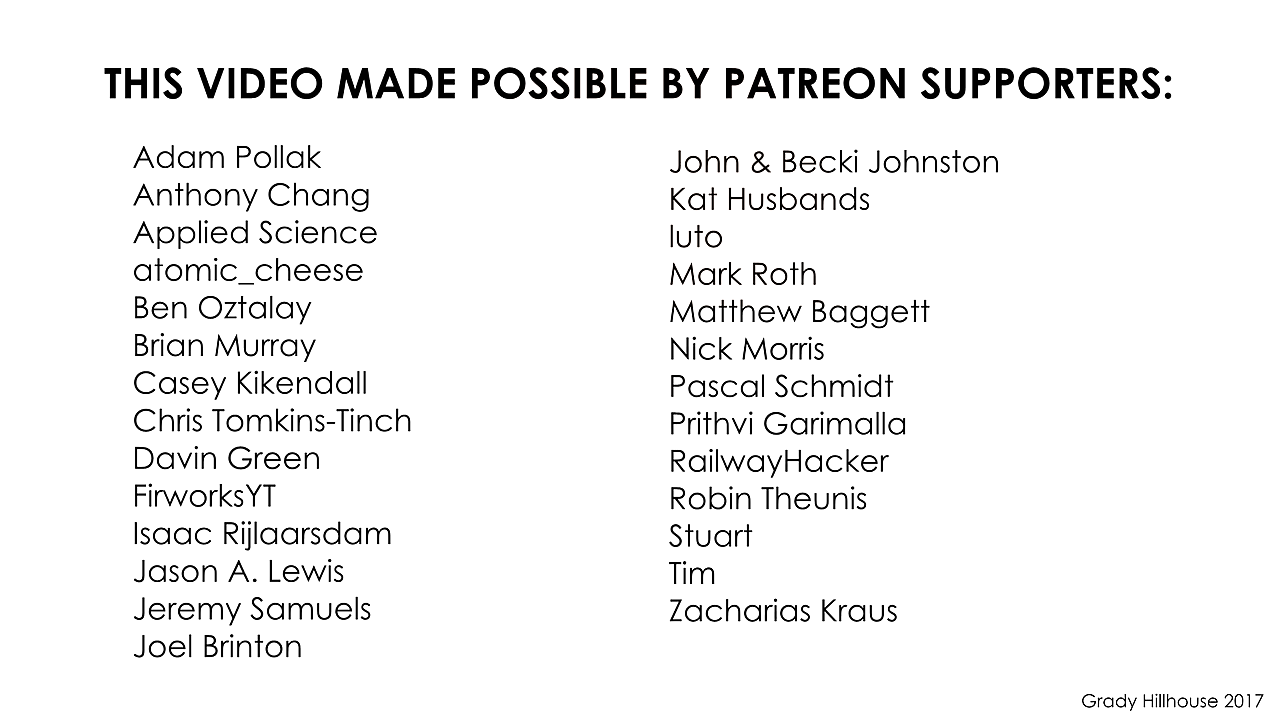 THIS VIDEO MADE POSSIBLE BY PATREON SUPPORTERS:
Adam Pollak
Anthony Chang
Applied Science
atomic_cheese
Ben Oztalay
Brian Murray
Casey Kikendall
Chris Tomkins-Tinch
Davin Green
FirworksYT
Isaac Rijlaarsdam
Jason A. Lewis
Jeremy Samuels
Joel Brinton
John & Becki Johnston
Kat Husbands
luto
Mark Roth
Matthew Baggett
Nick Morris
Pascal Schmidt
Prithvi Garimalla
RailwayHacker
Robin Theunis
Stuart
Tim
Zacharias Kraus
Grady Hillhouse 2017